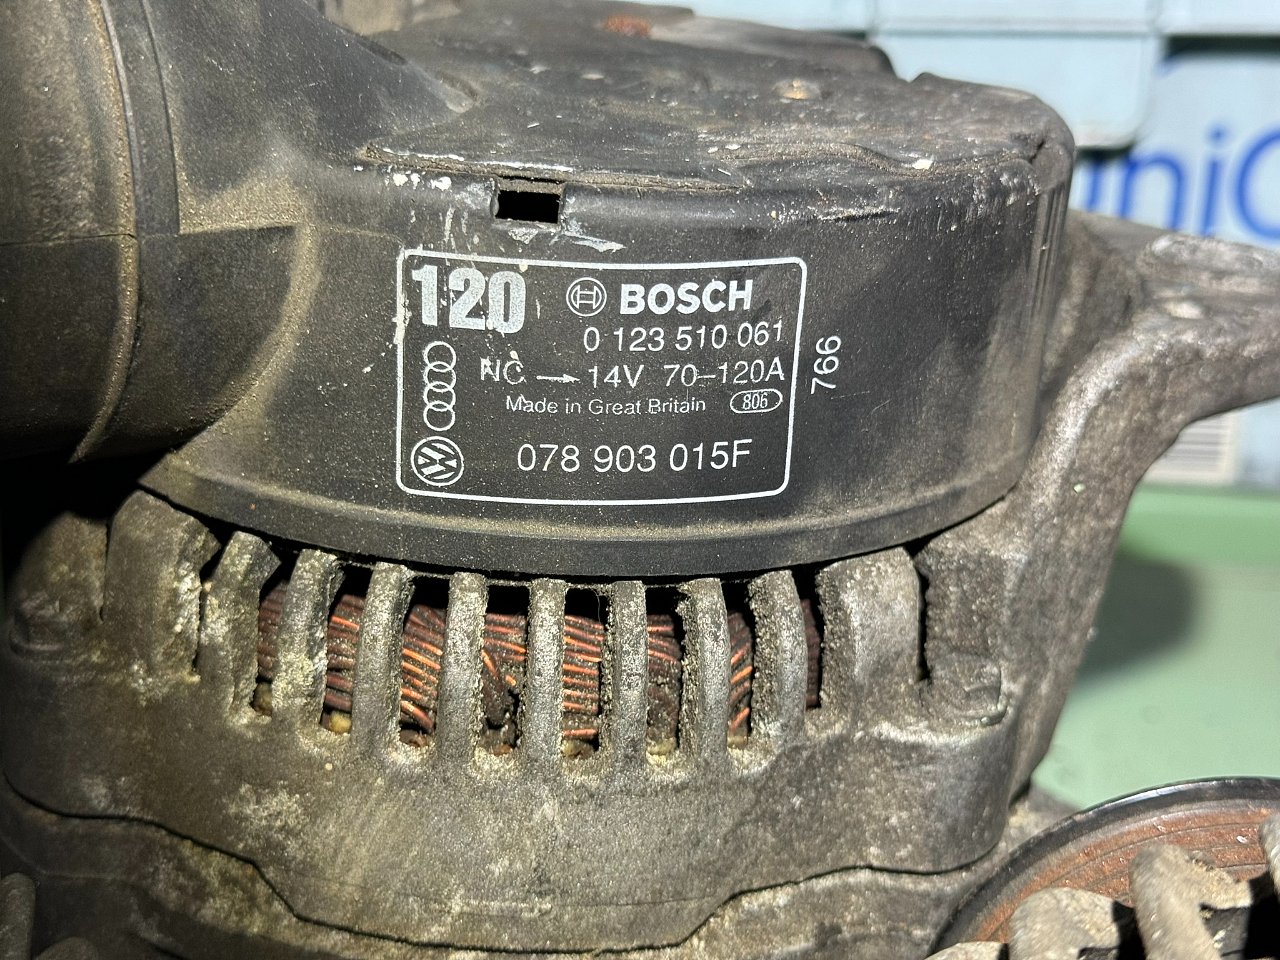 120 BOSCH
0 123 510 061
NC → 14V 70–120A
Made in Great Britain 806
078 903 015F
766
niC